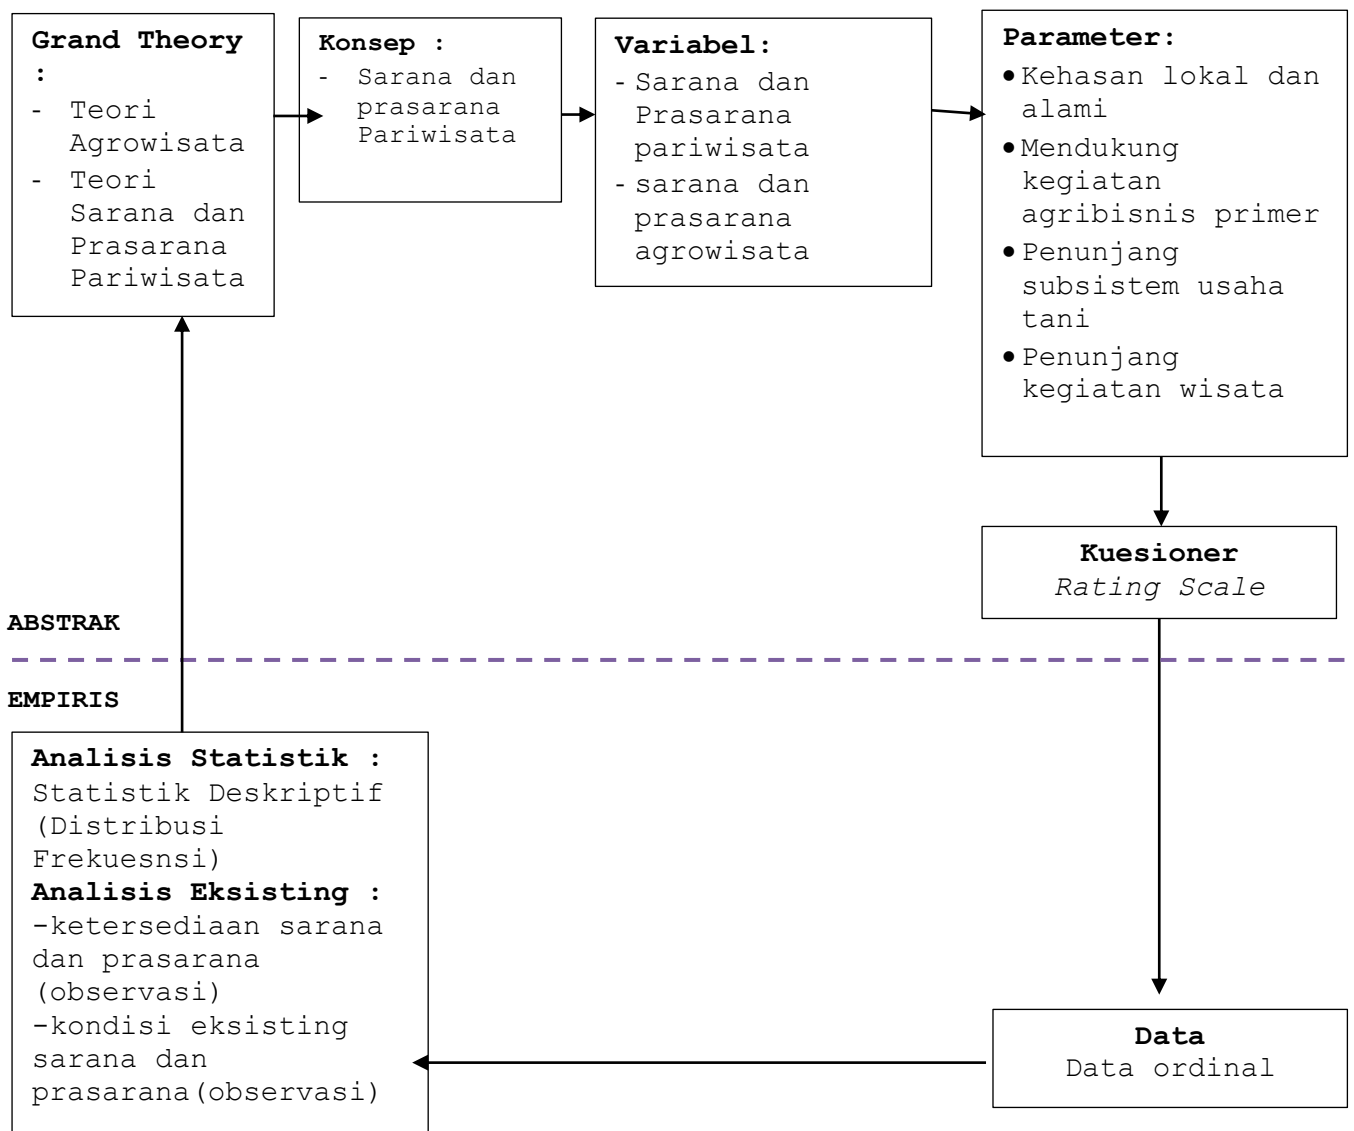 Grand Theory
:
- Teori
Agrowisata
- Teori
Sarana dan
Prasarana
Pariwisata
Konsep :
- Sarana dan
prasarana
Pariwisata
Variabel:
- Sarana dan
Prasarana
pariwisata
- sarana dan
prasarana
agrowisata
Parameter:
• Kehasan lokal dan
alami
• Mendukung
kegiatan
agribisnis primer
• Penunjang
subsistem usaha
tani
• Penunjang
kegiatan wisata
Kuesioner
Rating Scale
ABSTRAK
EMPIRIS
Analisis Statistik :
Statistik Deskriptif
(Distribusi
Frekuesnsi)
Analisis Eksisting :
-ketersediaan sarana
dan prasarana
(observasi)
-kondisi eksisting
sarana dan
prasarana(observasi)
Data
Data ordinal